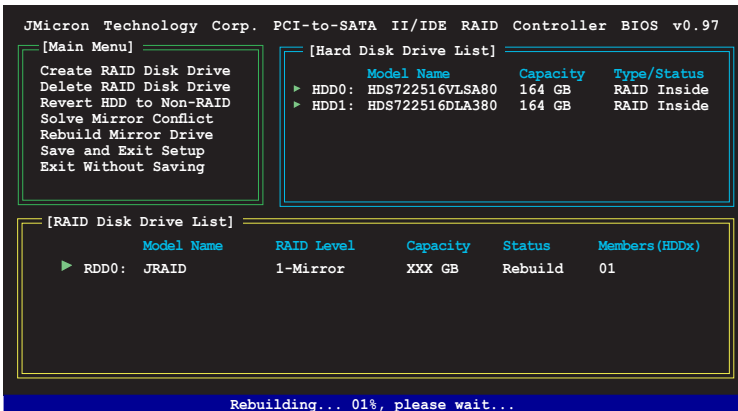 JMicron Technology Corp. PCI-to-SATA II/IDE RAID Controller BIOS v0.97
[Main Menu]
Create RAID Disk Drive
Delete RAID Disk Drive
Revert HDD to Non-RAID
Solve Mirror Conflict
Rebuild Mirror Drive
Save and Exit Setup
Exit Without Saving
[Hard Disk Drive List]
Model Name Capacity Type/Status
HDD0: HDS722516VLSA80 164 GB RAID Inside
HDD1: HDS722516DLA380 164 GB RAID Inside
[RAID Disk Drive List]
Model Name RAID Level Capacity Status Members(HDDx)
RDD0: JRAID 1-Mirror XXX GB Rebuild 01
Rebuilding... 01%, please wait...